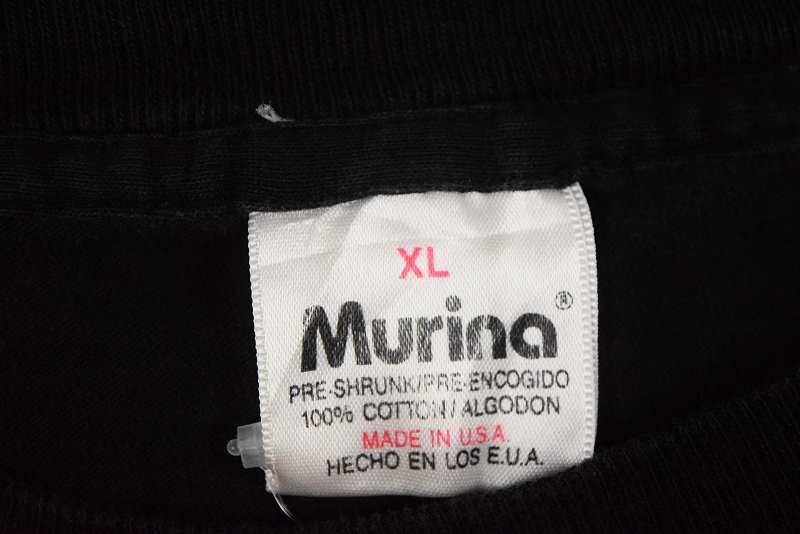 XL
Murina®
PRE-SHRUNK/PRE-ENCOGIDO
100% COTTON/ALGODON
MADE IN U.S.A.
HECHO EN LOS E.U.A.